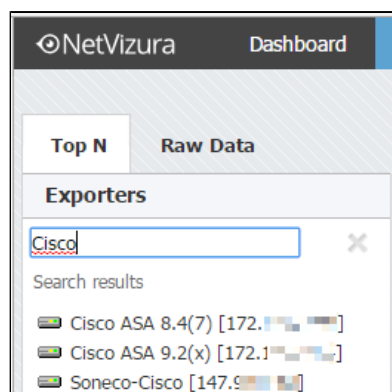 NetVizura Dashboard
Top N Raw Data
Exporters
Cisco
Search results
Cisco ASA 8.4(7) [172. ]
Cisco ASA 9.2(x) [172.1 ]
Soneco-Cisco [147.9 ]